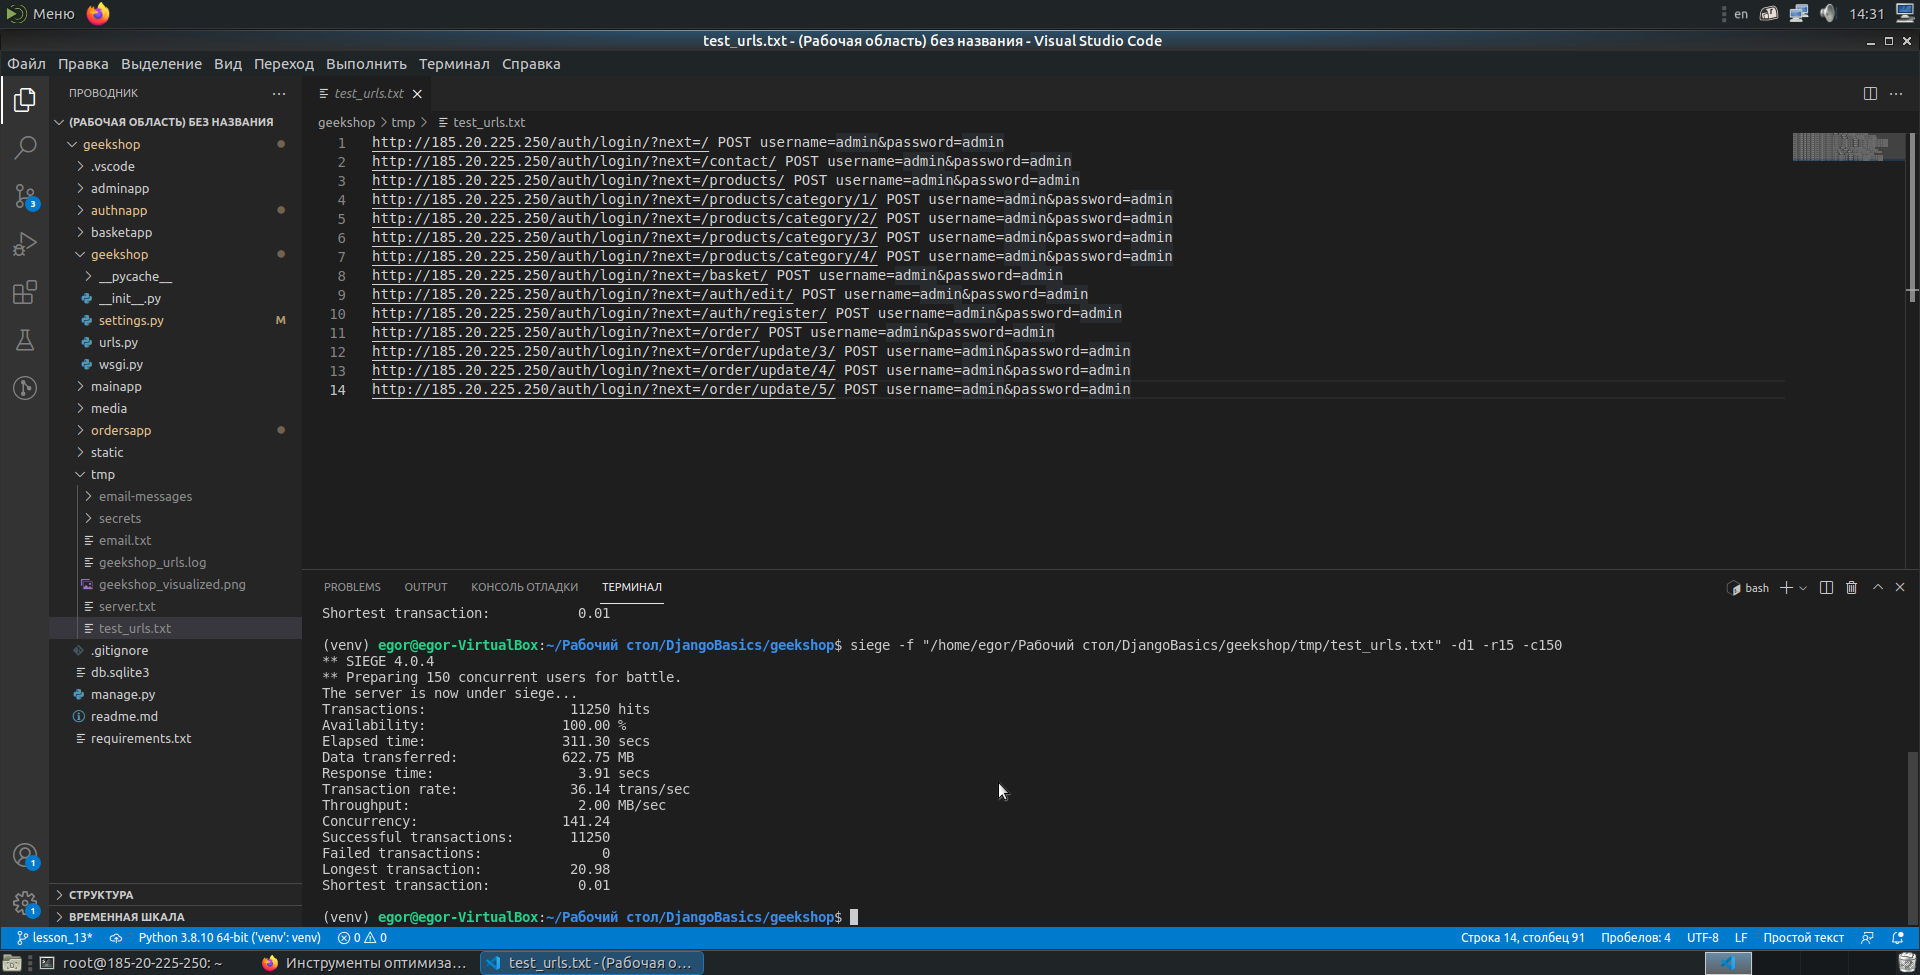 Меню
en
14:31
test_urls.txt - (Рабочая область) без названия - Visual Studio Code
Файл Правка Выделение Вид Переход Выполнить Терминал Справка
ПРОВОДНИК
(РАБОЧАЯ ОБЛАСТЬ) БЕЗ НАЗВАНИЯ
geekshop
.vscode
adminapp
authnapp
basketapp
geekshop
__pycache__
__init__.py
settings.py M
urls.py
wsgi.py
mainapp
media
ordersapp
static
tmp
email-messages
secrets
email.txt
geekshop_urls.log
geekshop_visualized.png
server.txt
test_urls.txt
.gitignore
db.sqlite3
manage.py
readme.md
requirements.txt
СТРУКТУРА
ВРЕМЕННАЯ ШКАЛА
3
1
1
test_urls.txt
geekshop > tmp > test_urls.txt
1 http://185.20.225.250/auth/login/?next=/ POST username=admin&password=admin
2 http://185.20.225.250/auth/login/?next=/contact/ POST username=admin&password=admin
3 http://185.20.225.250/auth/login/?next=/products/ POST username=admin&password=admin
4 http://185.20.225.250/auth/login/?next=/products/category/1/ POST username=admin&password=admin
5 http://185.20.225.250/auth/login/?next=/products/category/2/ POST username=admin&password=admin
6 http://185.20.225.250/auth/login/?next=/products/category/3/ POST username=admin&password=admin
7 http://185.20.225.250/auth/login/?next=/products/category/4/ POST username=admin&password=admin
8 http://185.20.225.250/auth/login/?next=/basket/ POST username=admin&password=admin
9 http://185.20.225.250/auth/login/?next=/auth/edit/ POST username=admin&password=admin
10 http://185.20.225.250/auth/login/?next=/auth/register/ POST username=admin&password=admin
11 http://185.20.225.250/auth/login/?next=/order/ POST username=admin&password=admin
12 http://185.20.225.250/auth/login/?next=/order/update/3/ POST username=admin&password=admin
13 http://185.20.225.250/auth/login/?next=/order/update/4/ POST username=admin&password=admin
14 http://185.20.225.250/auth/login/?next=/order/update/5/ POST username=admin&password=admin
PROBLEMS OUTPUT КОНСОЛЬ ОТЛАДКИ ТЕРМИНАЛ
bash
Shortest transaction: 0.01
(venv) egor@egor-VirtualBox:~/Рабочий стол/DjangoBasics/geekshop$ siege -f "/home/egor/Рабочий стол/DjangoBasics/geekshop/tmp/test_urls.txt" -d1 -r15 -c150
** SIEGE 4.0.4
** Preparing 150 concurrent users for battle.
The server is now under siege...
Transactions: 11250 hits
Availability: 100.00 %
Elapsed time: 311.30 secs
Data transferred: 622.75 MB
Response time: 3.91 secs
Transaction rate: 36.14 trans/sec
Throughput: 2.00 MB/sec
Concurrency: 141.24
Successful transactions: 11250
Failed transactions: 0
Longest transaction: 20.98
Shortest transaction: 0.01
(venv) egor@egor-VirtualBox:~/Рабочий стол/DjangoBasics/geekshop$
lesson_13* Python 3.8.10 64-bit ('venv': venv) 0 0 Строка 14, столбец 91 Пробелов: 4 UTF-8 LF Простой текст
root@185-20-225-250: ~ Инструменты оптимиза... test_urls.txt - (Рабочая о...